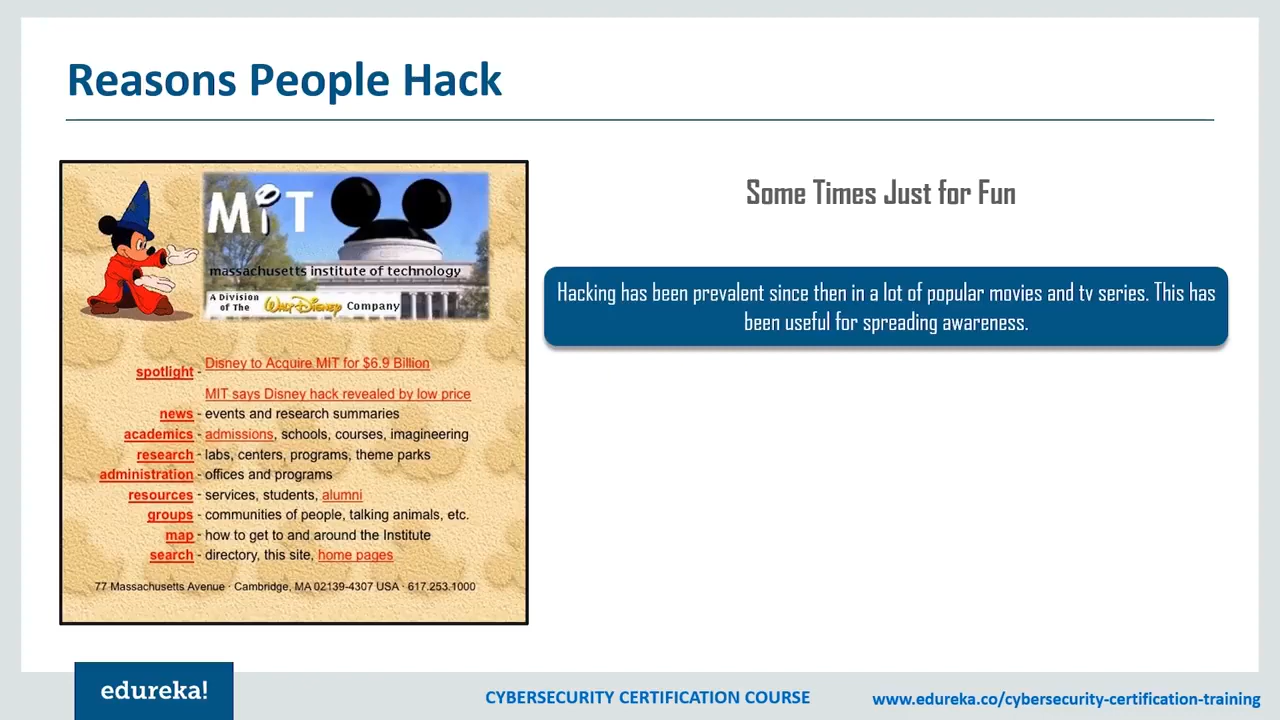 Reasons People Hack
MiT
massachusetts institute of technology
A Division
Of The
WALT DISNEY Company
spotlight - Disney to Acquire MIT for $6.9 Billion
MIT says Disney hack revealed by low price
news - events and research summaries
academics - admissions, schools, courses, imagineering
research - labs, centers, programs, theme parks
administration - offices and programs
resources - services, students, alumni
groups - communities of people, talking animals, etc.
map - how to get to and around the Institute
search - directory, this site, home pages
77 Massachusetts Avenue · Cambridge, MA 02139-4307 USA · 617.253.1000
Some Times Just for Fun
Hacking has been prevalent since then in a lot of popular movies and tv series. This has
been useful for spreading awareness.
edureka!
CYBERSECURITY CERTIFICATION COURSE
www.edureka.co/cybersecurity-certification-training